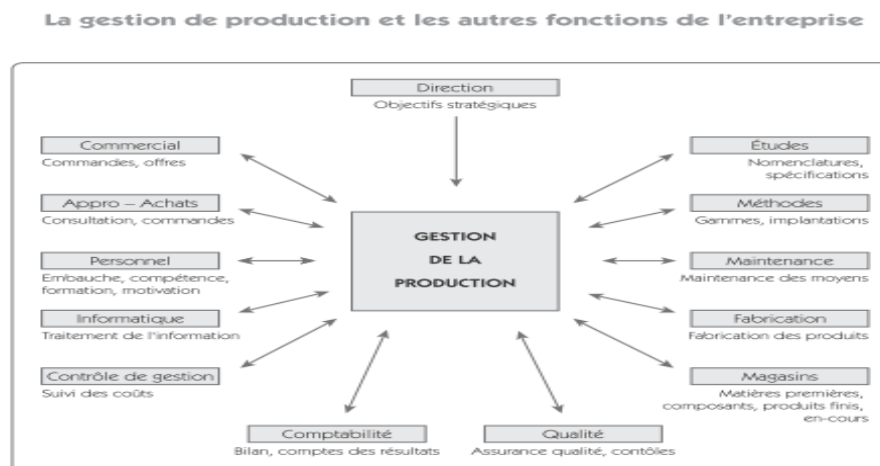 La gestion de production et les autres fonctions de l'entreprise
Direction
Objectifs stratégiques
Commercial
Commandes, offres
Appro – Achats
Consultation, commandes
Personnel
Embauche, compétence,
formation, motivation
Informatique
Traitement de l'information
Contrôle de gestion
Suivi des coûts
GESTION
DE LA
PRODUCTION
Études
Nomenclatures,
spécifications
Méthodes
Gammes, implantations
Maintenance
Maintenance des moyens
Fabrication
Fabrication des produits
Magasins
Matières premières,
composants, produits finis,
en-cours
Comptabilité
Bilan, comptes des résultats
Qualité
Assurance qualité, contôles